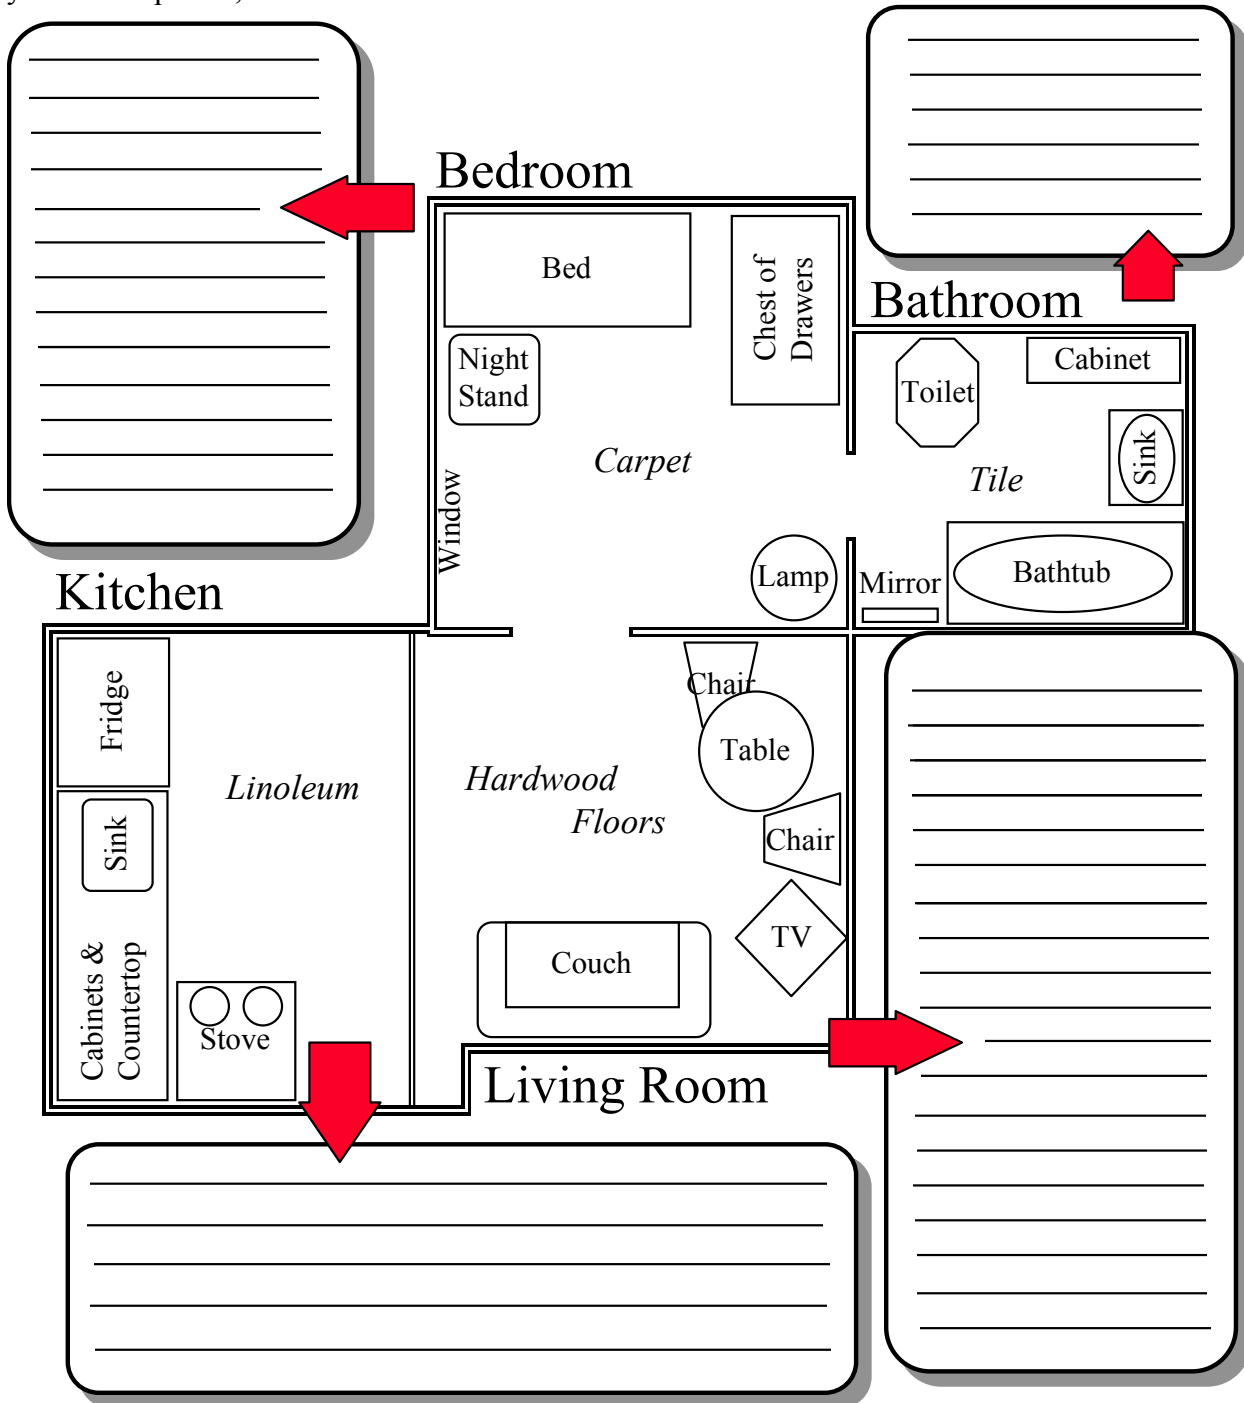 Bedroom
Bed
Chest of
Drawers
Night
Stand
Carpet
Window
Lamp
Bathroom
Toilet
Cabinet
Sink
Tile
Bathtub
Mirror
Kitchen
Fridge
Linoleum
Sink
Cabinets &
Countertop
Stove
Hardwood
Floors
Chair
Table
Chair
TV
Couch
Living Room